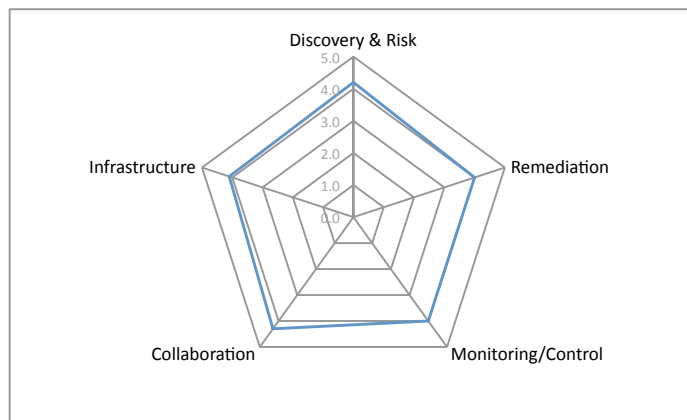 Discovery & Risk
5.0
4.0
3.0
2.0
1.0
0.0
Infrastructure
Remediation
Collaboration
Monitoring/Control